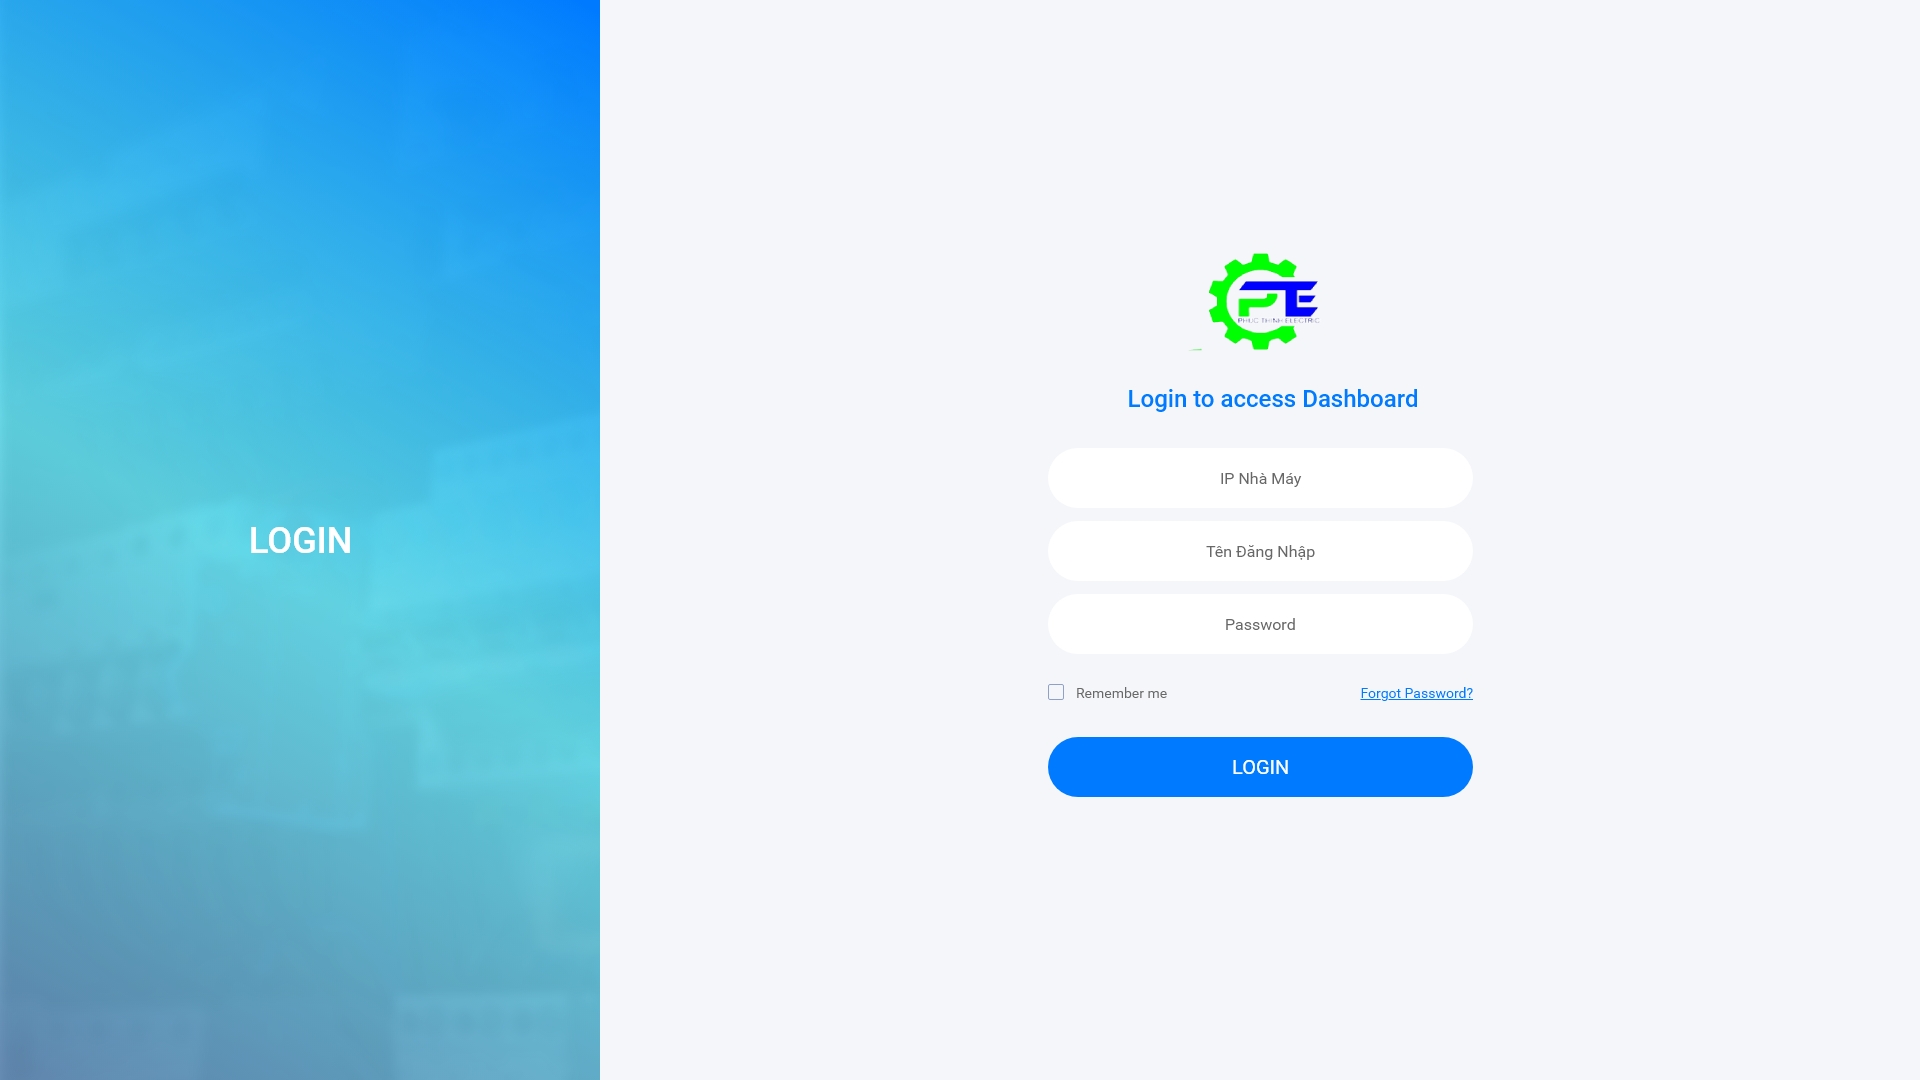 LOGIN
PTE
PHUC THINH ELECTRIC
Login to access Dashboard
IP Nhà Máy
Tên Đăng Nhập
Password
Remember me
Forgot Password?
LOGIN